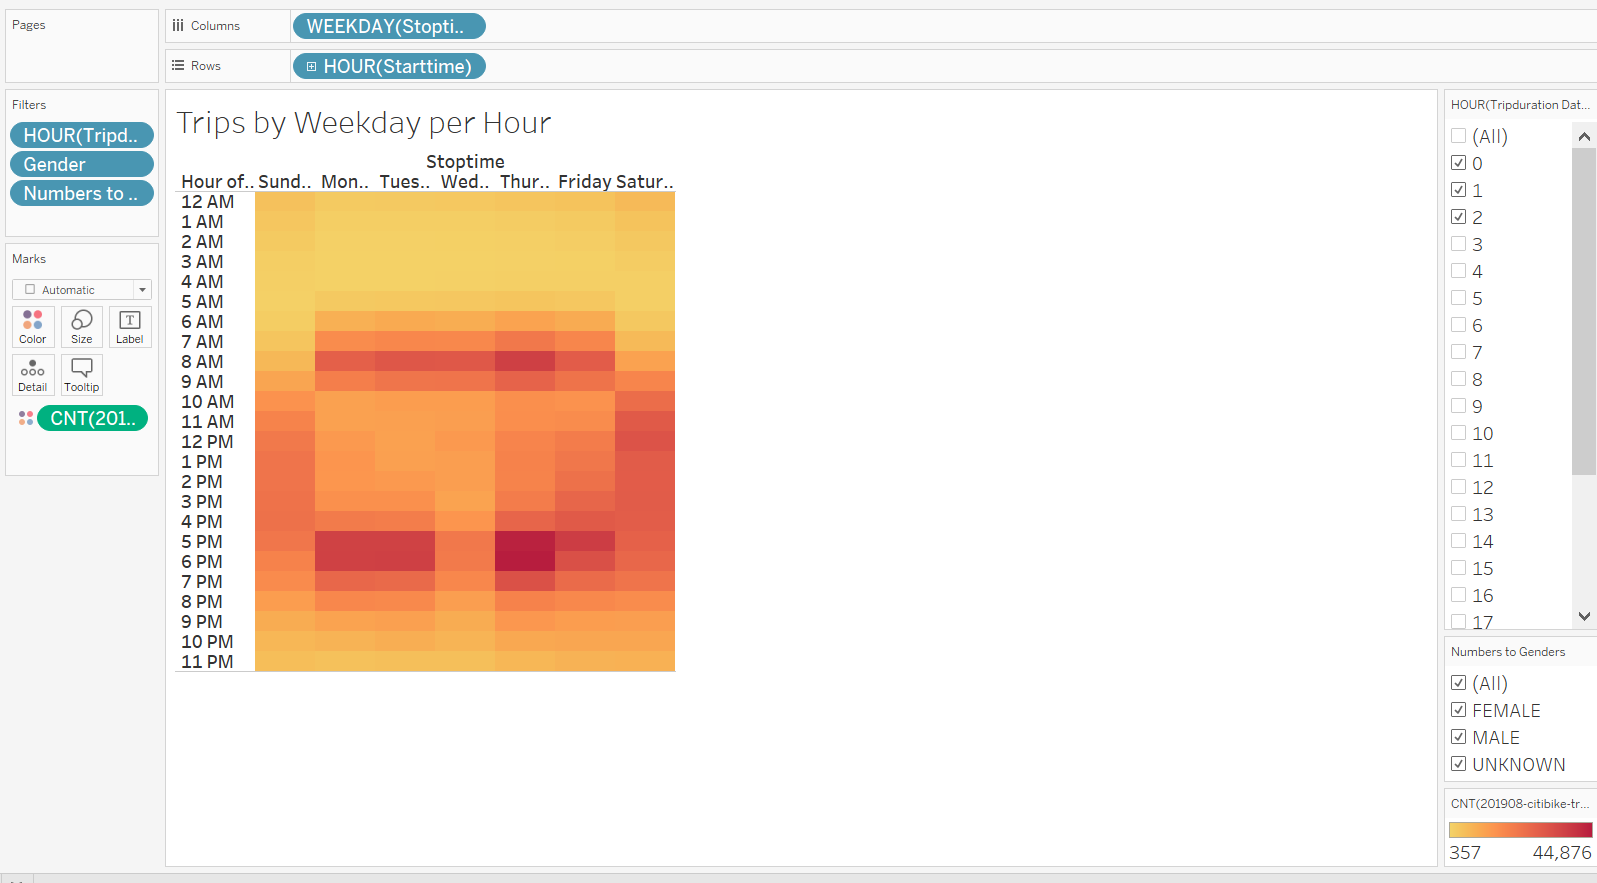 Pages
Columns
WEEKDAY(Stopti..
Rows
HOUR(Starttime)
Filters
HOUR(Tripd..
Gender
Numbers to ..
Marks
Automatic
Color Size Label
T
Detail Tooltip
CNT(201..
Trips by Weekday per Hour
Stoptime
Hour of.. Sund.. Mon.. Tues.. Wed.. Thur.. Friday Satur..
12 AM
1 AM
2 AM
3 AM
4 AM
5 AM
6 AM
7 AM
8 AM
9 AM
10 AM
11 AM
12 PM
1 PM
2 PM
3 PM
4 PM
5 PM
6 PM
7 PM
8 PM
9 PM
10 PM
11 PM
HOUR(Tripduration Dat...
(All)
0
1
2
3
4
5
6
7
8
9
10
11
12
13
14
15
16
17
Numbers to Genders
(All)
FEMALE
MALE
UNKNOWN
CNT(201908-citibike-tr...
357 44,876